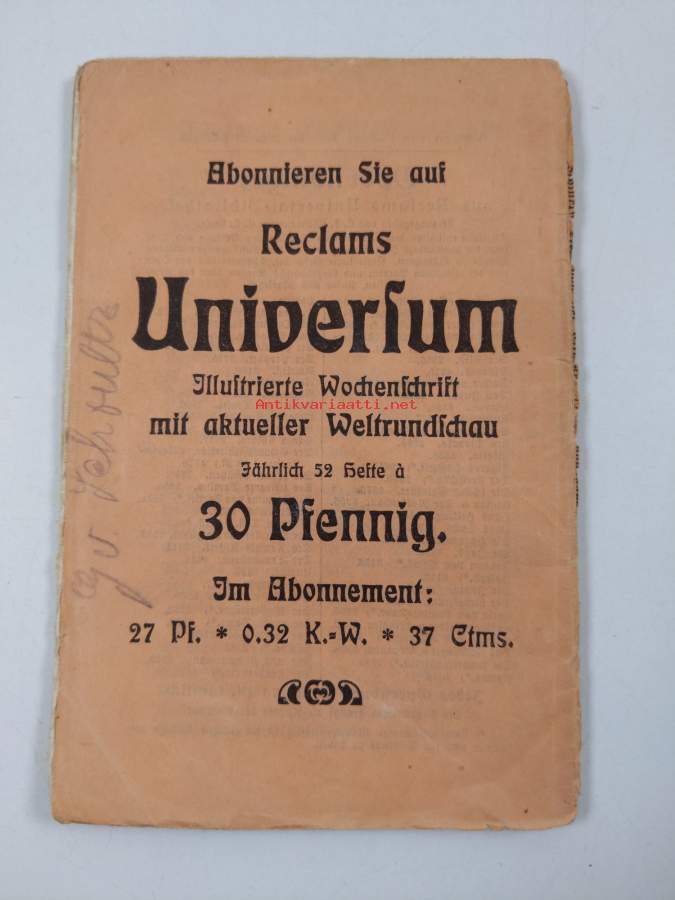 Abonnieren Sie auf
Reclams
Universum
Illustrierte Wochenschrift
Antikvariaatti.net
mit aktueller Weltrundschau
Jährlich 52 Hefte à
30 Pfennig.
Im Abonnement:
27 Pf. * 0.32 K.=W. * 37 Ctms.